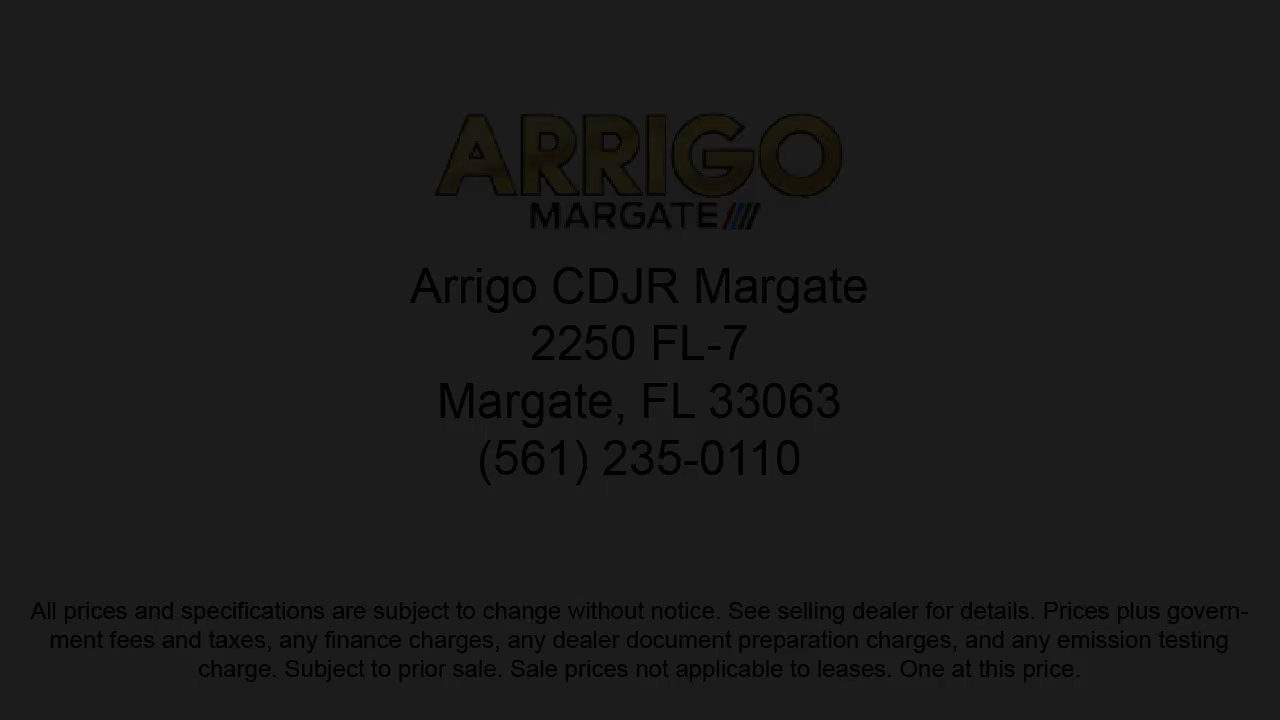 ARRIGO
MARGATE
Arrigo CDJR Margate
2250 FL-7
Margate, FL 33063
(561) 235-0110
All prices and specifications are subject to change without notice. See selling dealer for details. Prices plus govern-
ment fees and taxes, any finance charges, any dealer document preparation charges, and any emission testing
charge. Subject to prior sale. Sale prices not applicable to leases. One at this price.